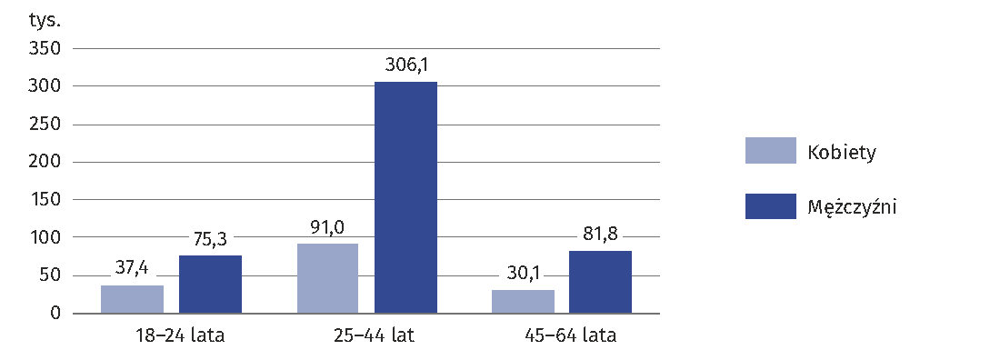 tys.
350
300
250
200
150
100
50
0
37,4
75,3
91,0
306,1
30,1
81,8
18–24 lata
25–44 lat
45–64 lata
Kobiety
Mężczyźni